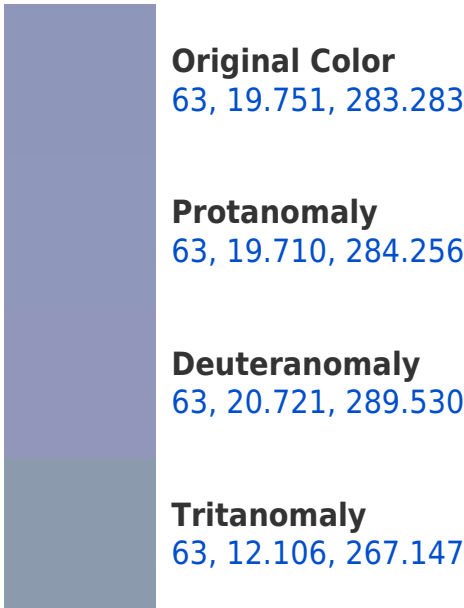 Original Color
63, 19.751, 283.283
Protanomaly
63, 19.710, 284.256
Deuteranomaly
63, 20.721, 289.530
Tritanomaly
63, 12.106, 267.147